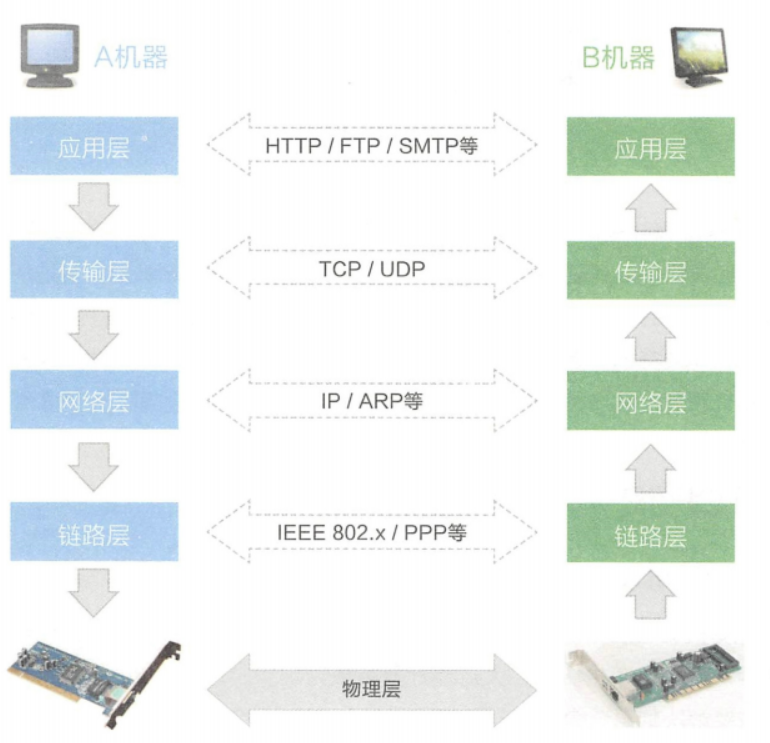 A机器
B机器
应用层
HTTP / FTP / SMTP等
应用层
传输层
TCP / UDP
传输层
网络层
IP / ARP等
网络层
链路层
IEEE 802.x / PPP等
链路层
物理层